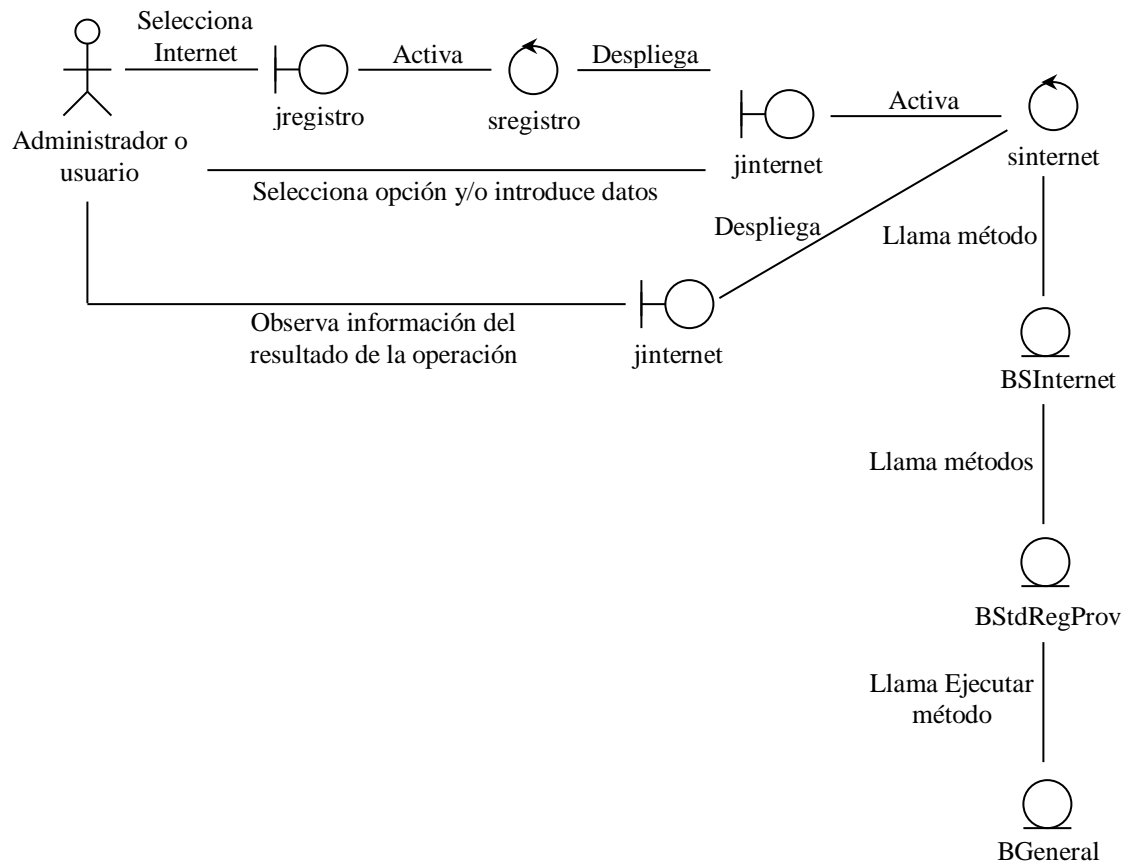 Selecciona
Internet
Activa
Despliega
jregistro
sregistro
Activa
Administrador o
usuario
jinternet
sinternet
Selecciona opción y/o introduce datos
Despliega
Llama método
Observa información del
resultado de la operación
jinternet
BSInternet
Llama métodos
BStdRegProv
Llama Ejecutar
método
BGeneral